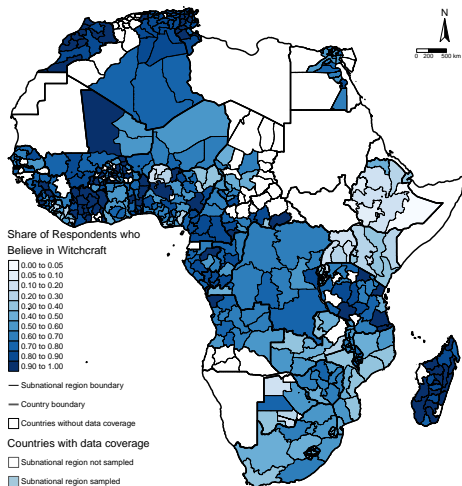 N
0 200 500 km
Share of Respondents who
Believe in Witchcraft
0.00 to 0.05
0.05 to 0.10
0.10 to 0.20
0.20 to 0.30
0.30 to 0.40
0.40 to 0.50
0.50 to 0.60
0.60 to 0.70
0.70 to 0.80
0.80 to 0.90
0.90 to 1.00
Subnational region boundary
Country boundary
Countries without data coverage
Countries with data coverage
Subnational region not sampled
Subnational region sampled